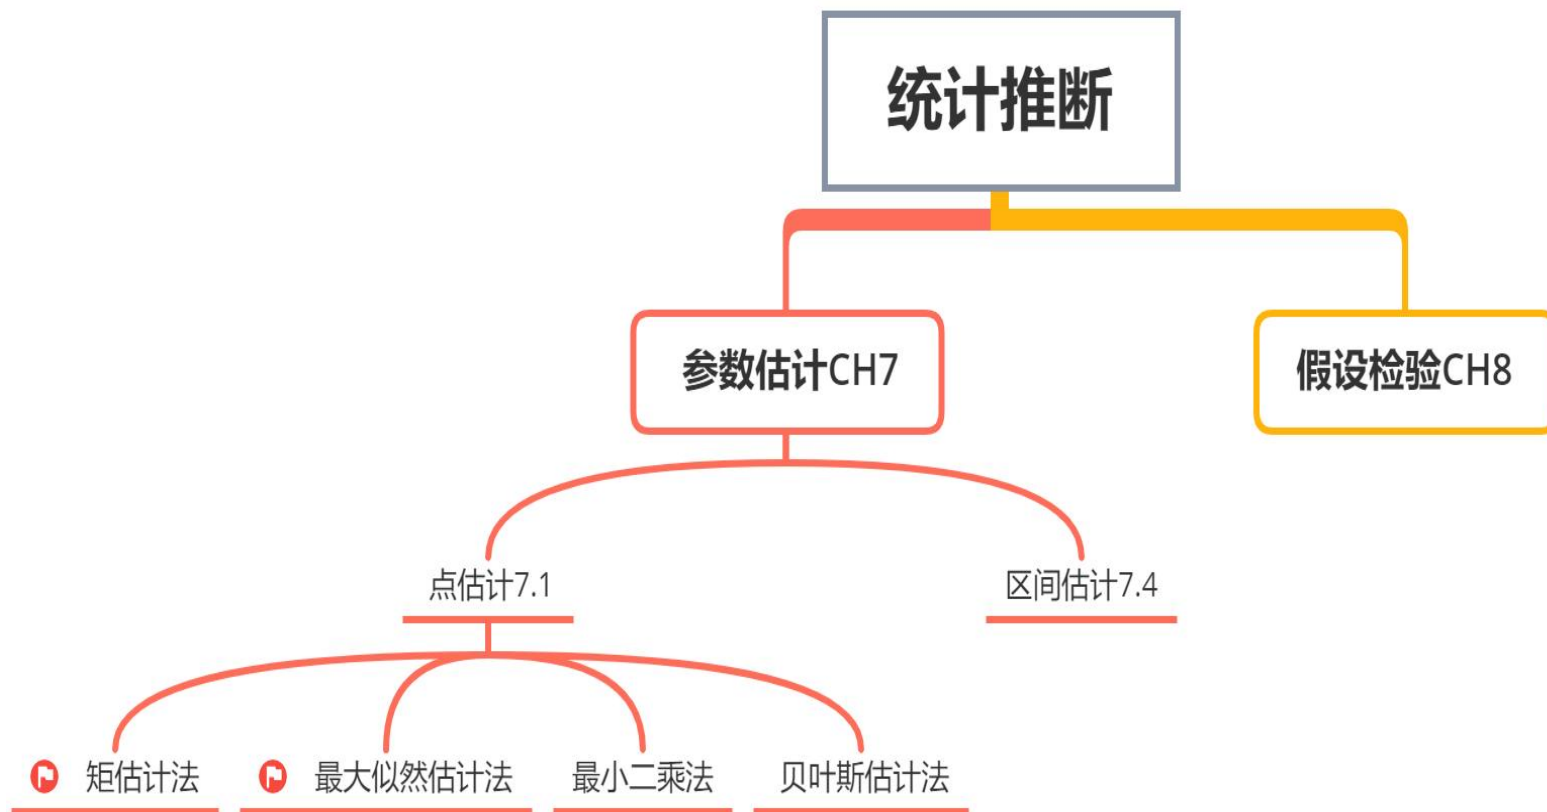 统计推断
参数估计CH7
假设检验CH8
点估计7.1
区间估计7.4
矩估计法
最大似然估计法
最小二乘法
贝叶斯估计法